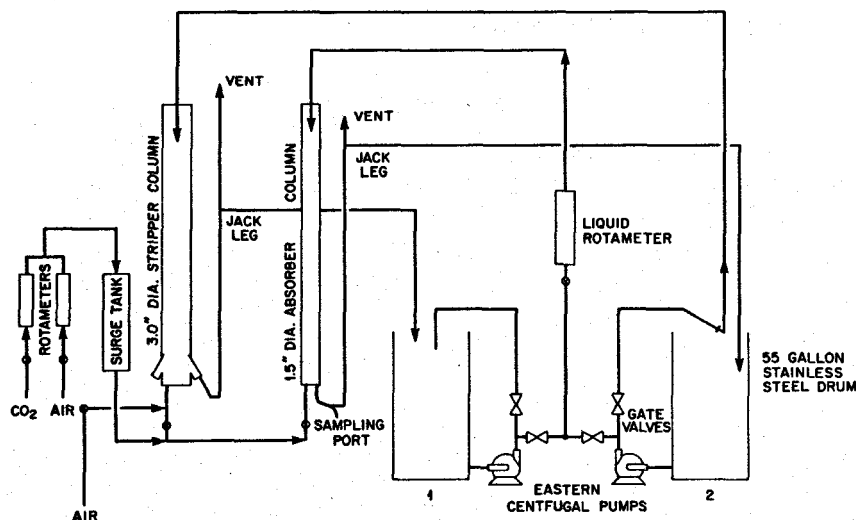 VENT
VENT
3.0" DIA. STRIPPER COLUMN
1.5" DIA. ABSORBER COLUMN
JACK
LEG
JACK
LEG
LIQUID
ROTAMETER
ROTAMETERS
SURGE TANK
55 GALLON
STAINLESS
STEEL DRUM
CO2
AIR
SAMPLING
PORT
GATE
VALVES
EASTERN
CENTFUGAL PUMPS
1
2
AIR